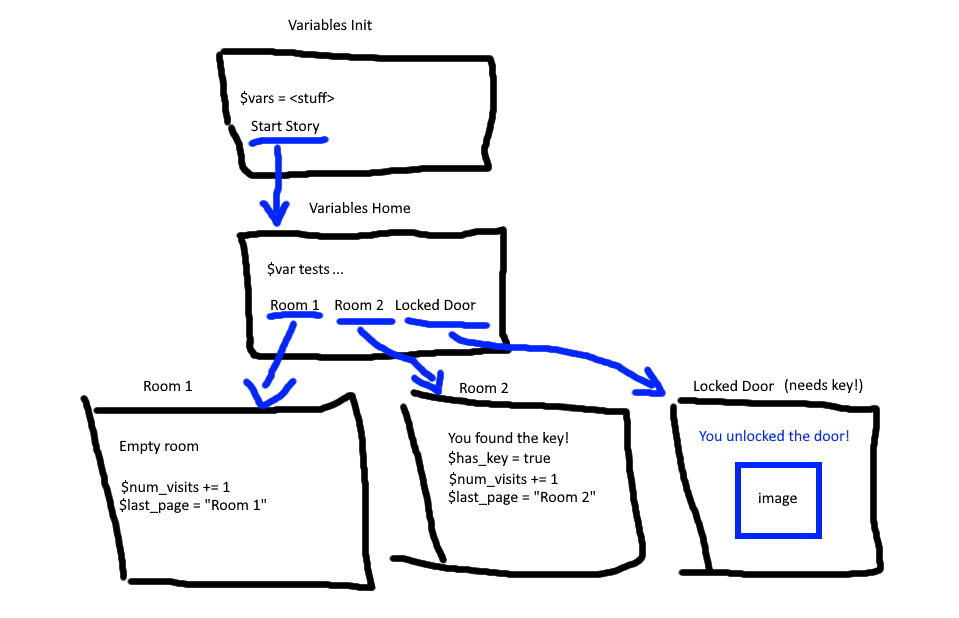 Variables Init
$vars = <stuff>
Start Story
Variables Home
$var tests ...
Room 1 Room 2 Locked Door
Room 1
Empty room
$num_visits += 1
$last_page = "Room 1"
Room 2
You found the key!
$has_key = true
$num_visits += 1
$last_page = "Room 2"
Locked Door (needs key!)
You unlocked the door!
image